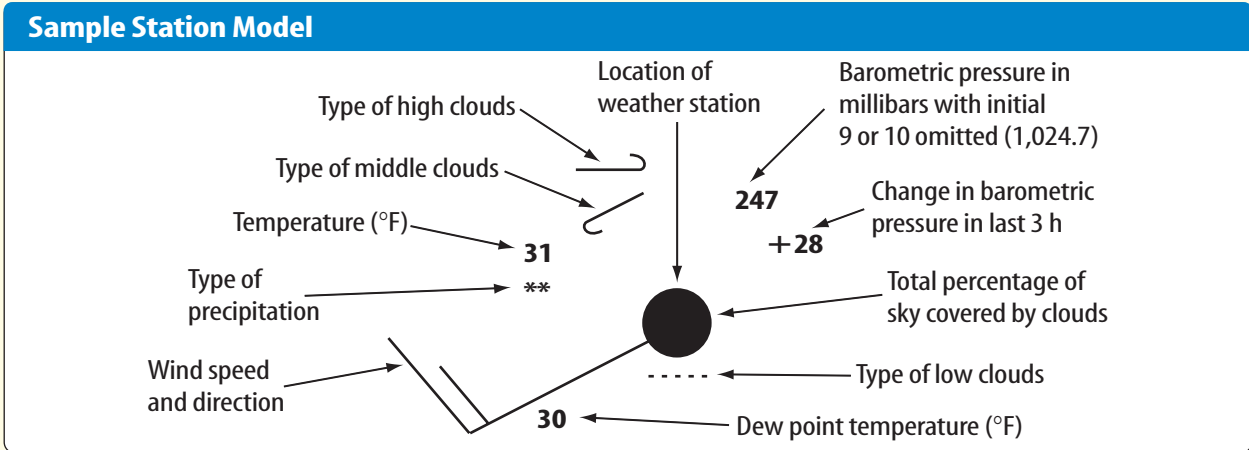 Sample Station Model
Location of
weather station
Barometric pressure in
millibars with initial
9 or 10 omitted (1,024.7)
Type of high clouds
Type of middle clouds
247
Change in barometric
pressure in last 3 h
Temperature (°F)
+28
31
Type of
precipitation
**
Total percentage of
sky covered by clouds
Wind speed
and direction
Type of low clouds
30
Dew point temperature (°F)